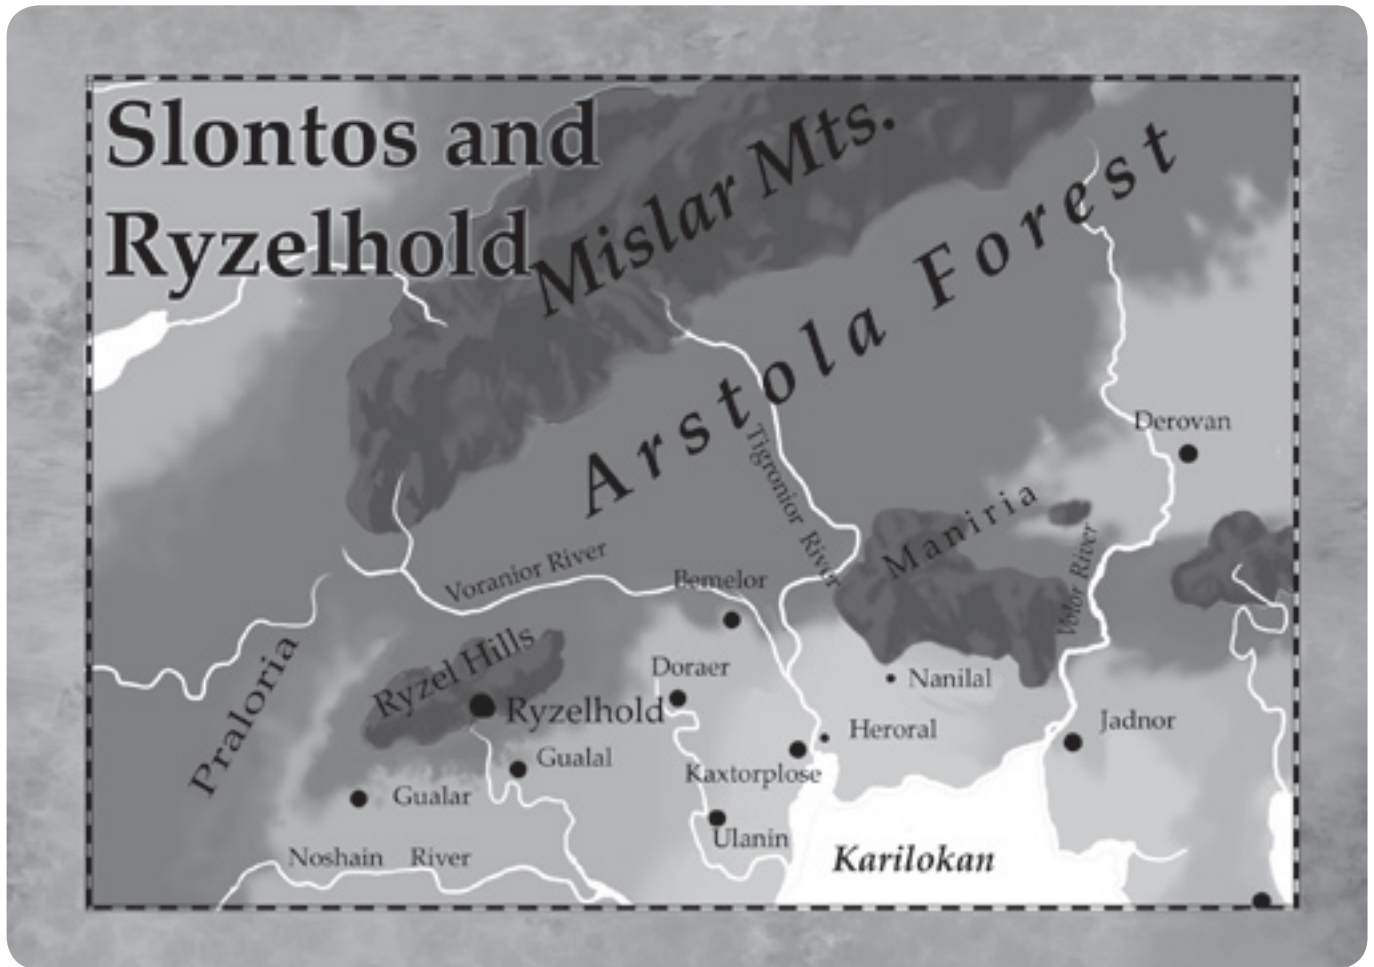 Slontos and
Ryzelhold
Mislar Mts.
Arstola Forest
Derovan
Tigronior River
Maniria
Volor River
Voranior River
Bemelor
Praloria
Ryzel Hills
Doraer
Nanilal
Ryzelhold
Heroral
Jadnor
Gualal
Kaxtorplose
Gualar
Ulanin
Noshain River
Karilokan